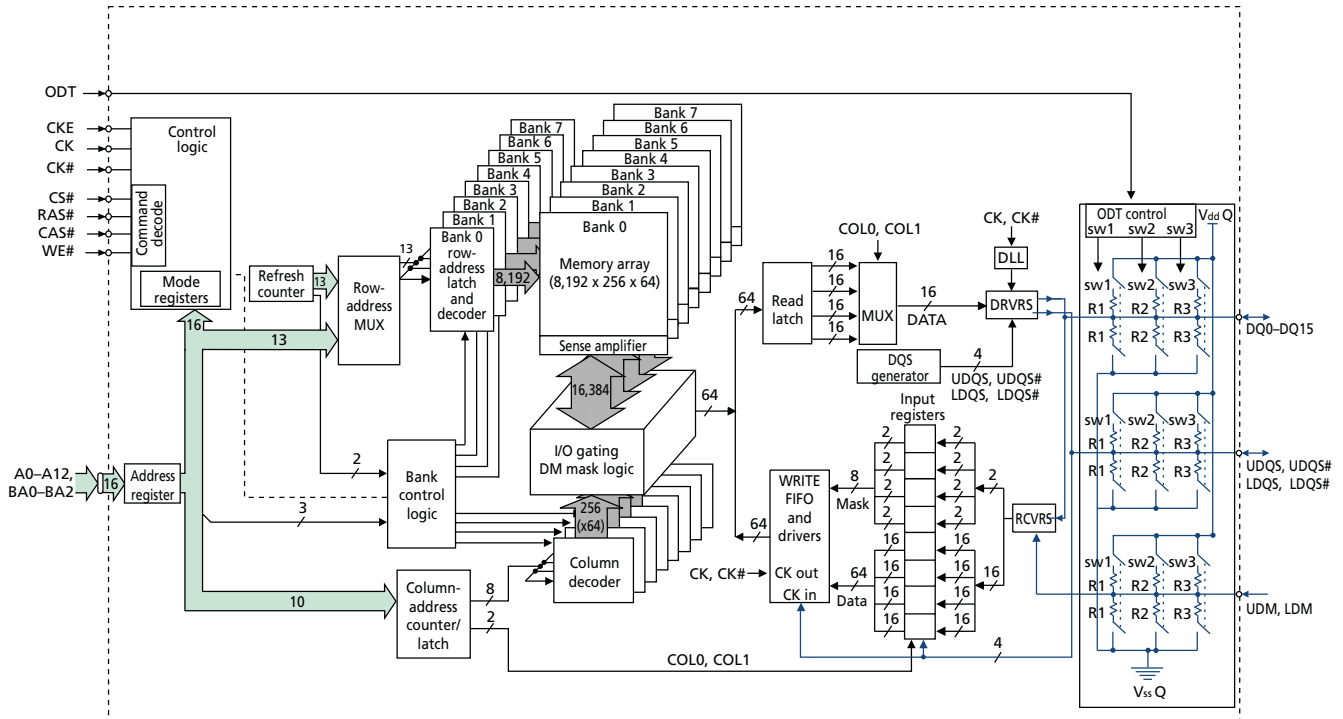 ODT
CKE
CK
CK#
CS#
RAS#
CAS#
WE#
Control
logic
Command
decode
Mode
registers
Refresh
counter
13
Row-
address
MUX
13
16
13
A0–A12,
BA0–BA2
16
Address
register
2
3
10
Bank
control
logic
Column-
address
counter/
latch
8
2
Bank 7
Bank 6
Bank 5
Bank 4
Bank 3
Bank 2
Bank 1
Bank 0
row-
address
latch
and
decoder
8,192
Bank 7
Bank 6
Bank 5
Bank 4
Bank 3
Bank 2
Bank 1
Bank 0
Memory array
(8,192 x 256 x 64)
Sense amplifier
16,384
I/O gating
DM mask logic
256
(x64)
Column
decoder
COL0, COL1
64
64
64
Read
latch
16
16
16
16
COL0, COL1
MUX
16
DATA
DQS
generator
4
UDQS, UDQS#
LDQS, LDQS#
CK, CK#
DLL
DRVRS
Input
registers
2
2
2
2
2
2
2
2
8
Mask
2
WRITE
FIFO
and
drivers
CK out
CK in
CK, CK#
64
Data
16
16
16
16
16
16
16
16
16
RCVRS
4
ODT control
sw1 sw2 sw3
Vdd Q
sw1 sw2 sw3
R1 R2 R3
R1 R2 R3
sw1 sw2 sw3
R1 R2 R3
R1 R2 R3
sw1 sw2 sw3
R1 R2 R3
R1 R2 R3
Vss Q
DQ0–DQ15
UDQS, UDQS#
LDQS, LDQS#
UDM, LDM